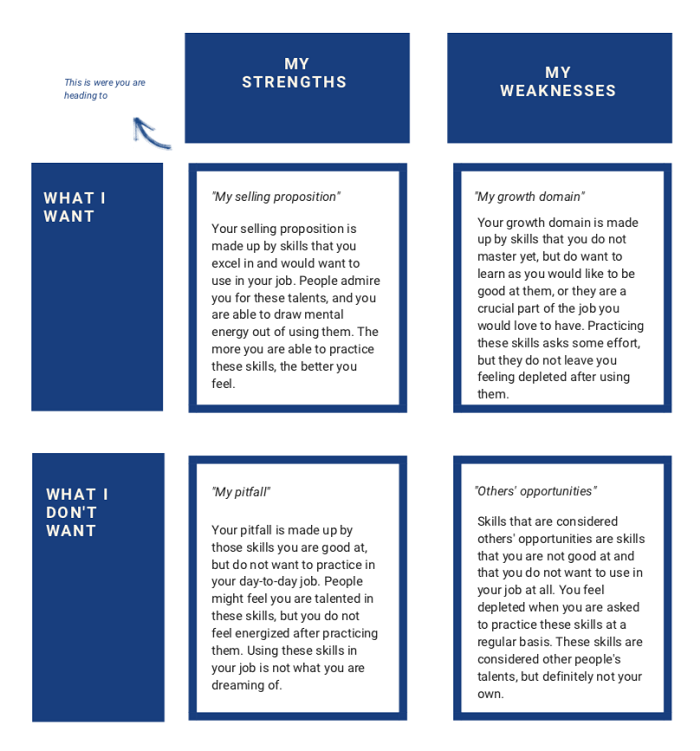 This is were you are
heading to
MY
STRENGTHS
MY
WEAKNESSES
WHAT I
WANT
"My selling proposition"
Your selling proposition is
made up by skills that you
excel in and would want to
use in your job. People admire
you for these talents, and you
are able to draw mental
energy out of using them. The
more you are able to practice
these skills, the better you
feel.
"My growth domain"
Your growth domain is made
up by skills that you do not
master yet, but do want to
learn as you would like to be
good at them, or they are a
crucial part of the job you
would love to have. Practicing
these skills asks some effort,
but they do not leave you
feeling depleted after using
them.
WHAT I
DON'T
WANT
"My pitfall"
Your pitfall is made up by
those skills you are good at,
but do not want to practice in
your day-to-day job. People
might feel you are talented in
these skills, but you do not
feel energized after practicing
them. Using these skills in
your job is not what you are
dreaming of.
"Others' opportunities"
Skills that are considered
others' opportunities are skills
that you are not good at and
that you do not want to use in
your job at all. You feel
depleted when you are asked
to practice these skills at a
regular basis. These skills are
considered other people's
talents, but definitely not your
own.